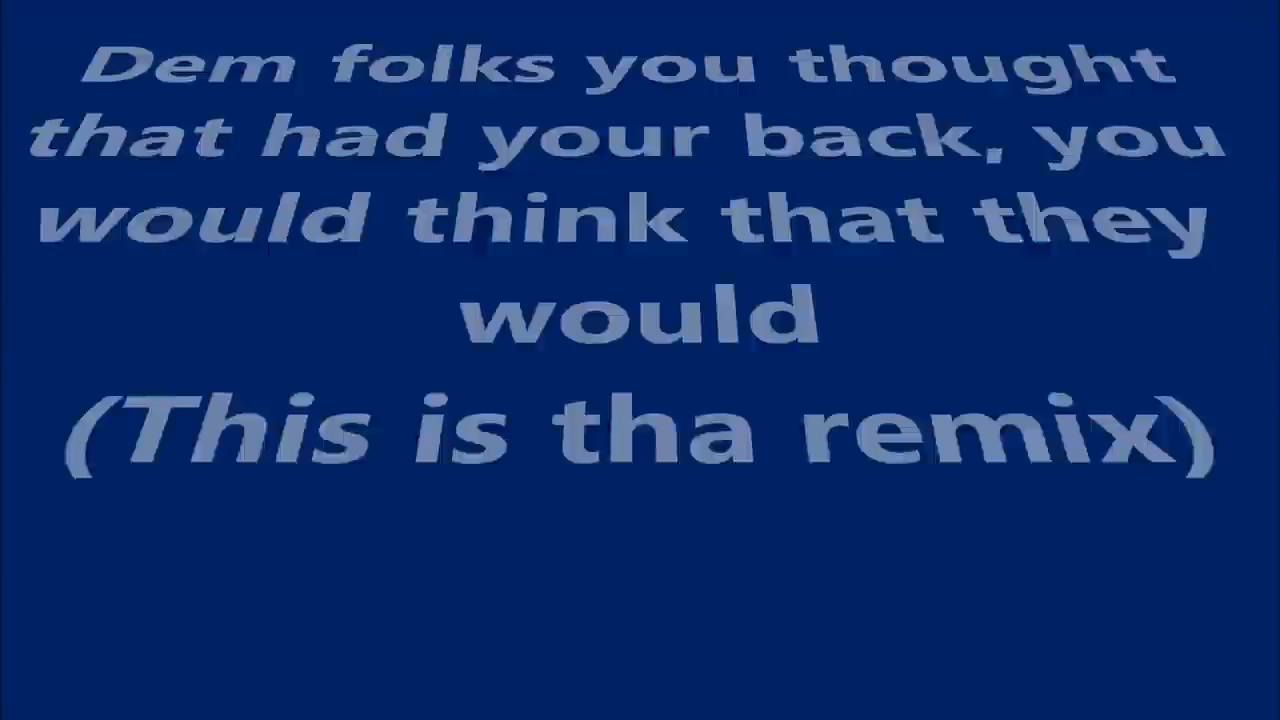 Dem folks you thought
that had your back, you
would think that they
would
(This is tha remix)